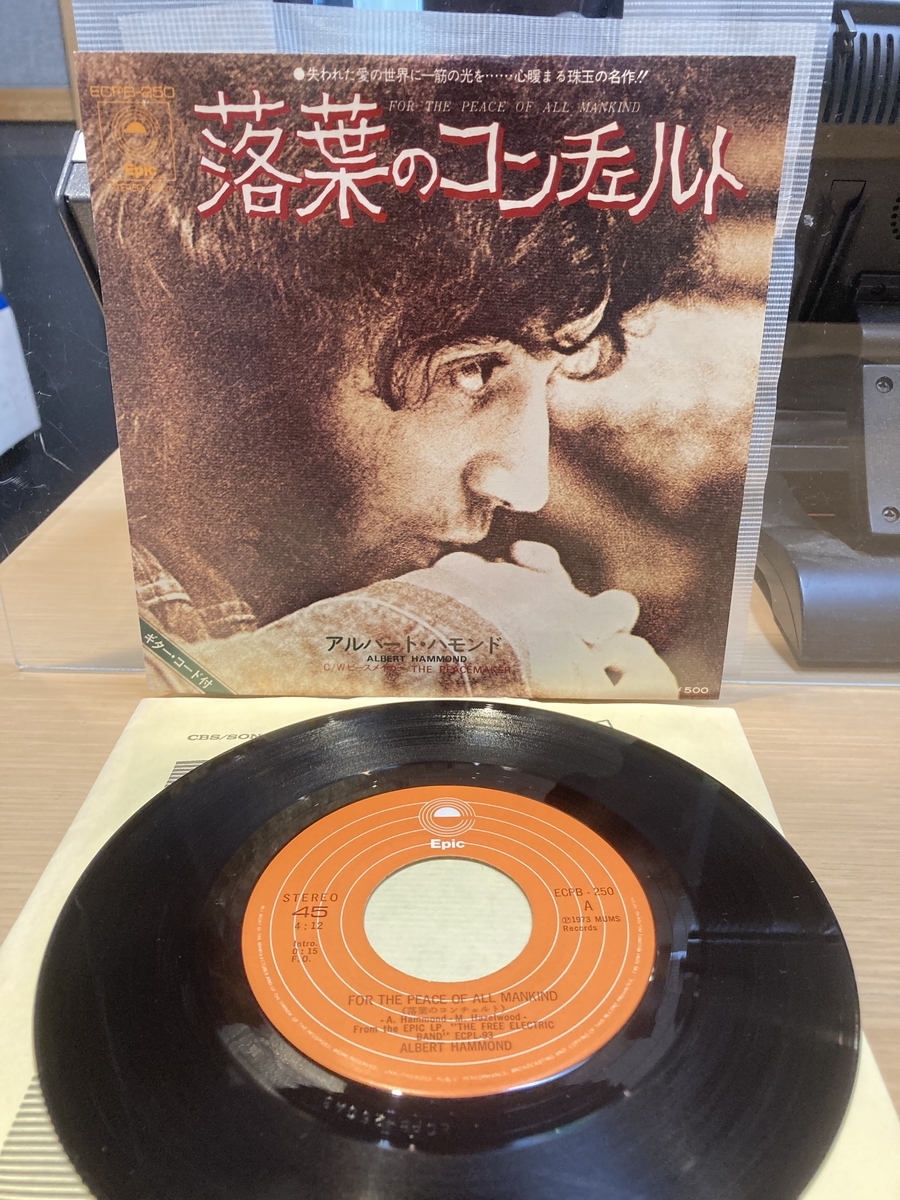 ●失われた愛の世界に一筋の光を……心暖まる珠玉の名作!!
ECPB-250
FOR THE PEACE OF ALL MANKIND
落葉のコンチェルト
Epic
アルバート・ハモンド
ALBERT HAMMOND
C/W ピースメイカー/THE PEACEMAKER
ギター・コード付
¥500
CBS/SON
Epic
STEREO
45
4:12
Intro.
0:15
F.O.
ECPB-250
A
Ⓟ1973 MUMS
Records
FOR THE PEACE OF ALL MANKIND
(落葉のコンチェルト)
-A. Hammond-M. Hazelwood-
From the EPIC LP, "THE FREE ELECTRIC
BAND" ECPL-93
ALBERT HAMMOND